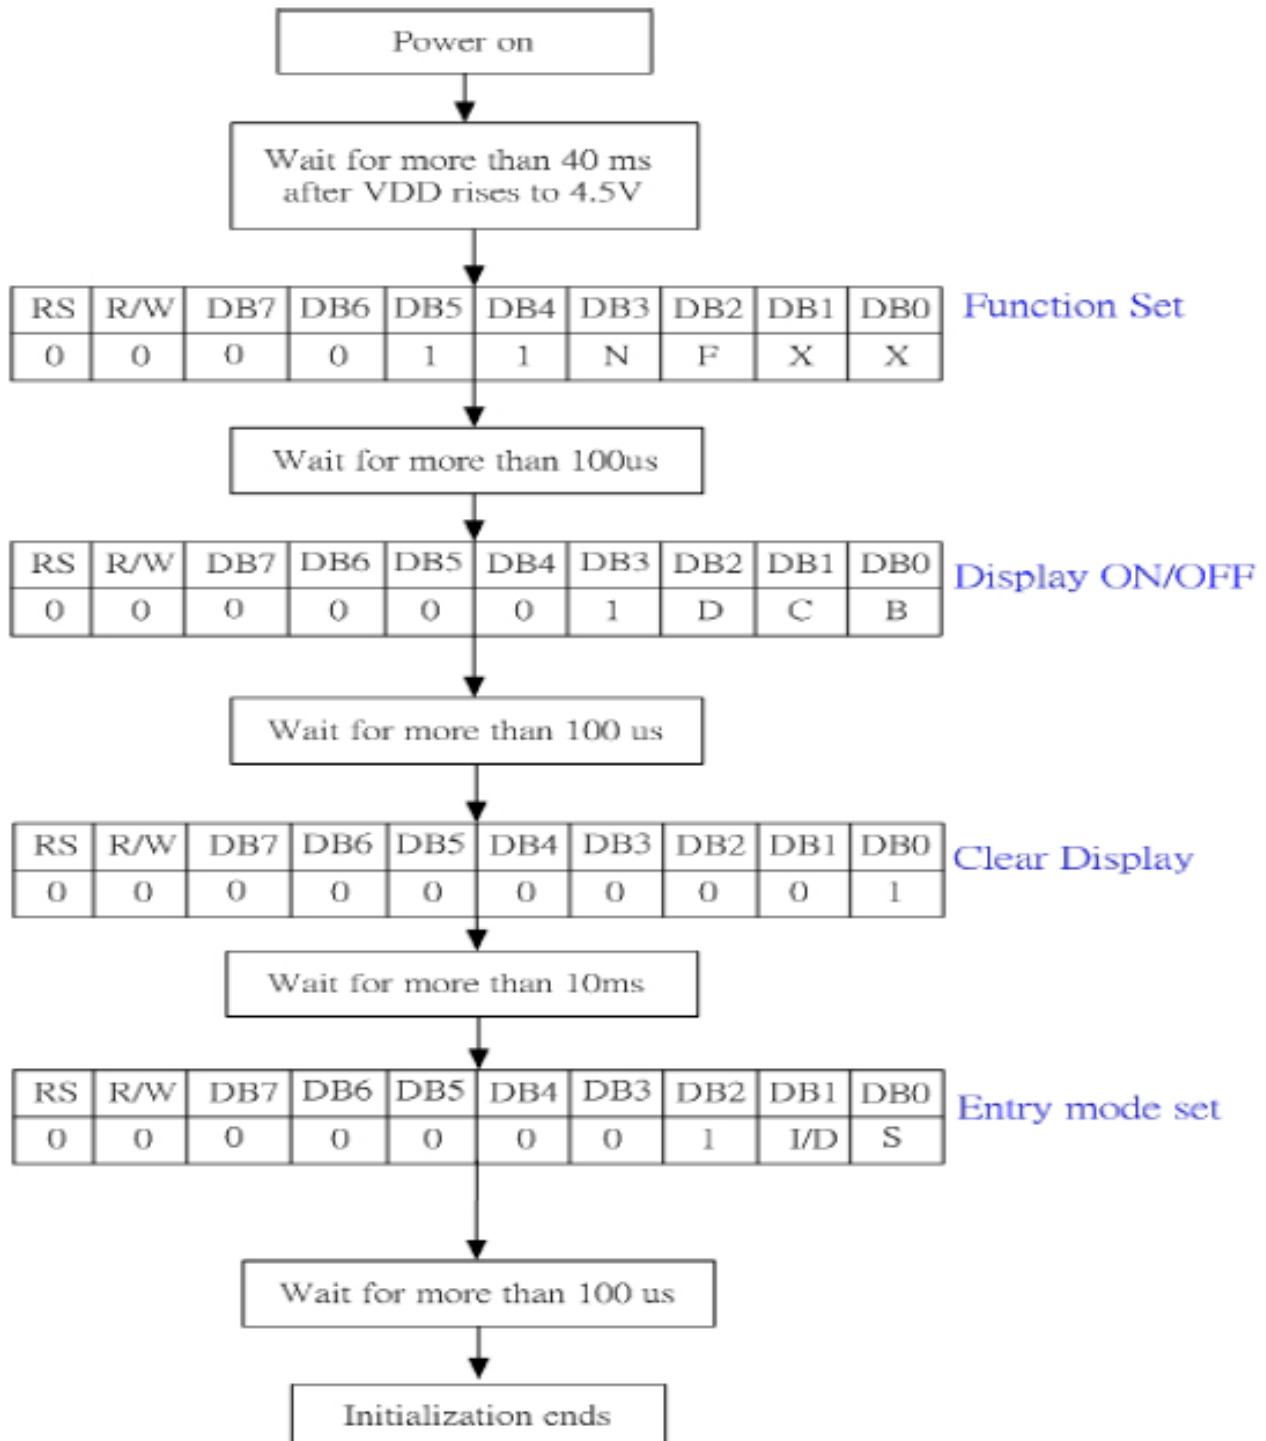 Power on
Wait for more than 40 ms
after VDD rises to 4.5V
RS R/W DB7 DB6 DB5 DB4 DB3 DB2 DB1 DB0 Function Set
0 0 0 0 1 1 N F X X
Wait for more than 100us
RS R/W DB7 DB6 DB5 DB4 DB3 DB2 DB1 DB0 Display ON/OFF
0 0 0 0 0 0 1 D C B
Wait for more than 100 us
RS R/W DB7 DB6 DB5 DB4 DB3 DB2 DB1 DB0 Clear Display
0 0 0 0 0 0 0 0 0 1
Wait for more than 10ms
RS R/W DB7 DB6 DB5 DB4 DB3 DB2 DB1 DB0 Entry mode set
0 0 0 0 0 0 0 1 I/D S
Wait for more than 100 us
Initialization ends